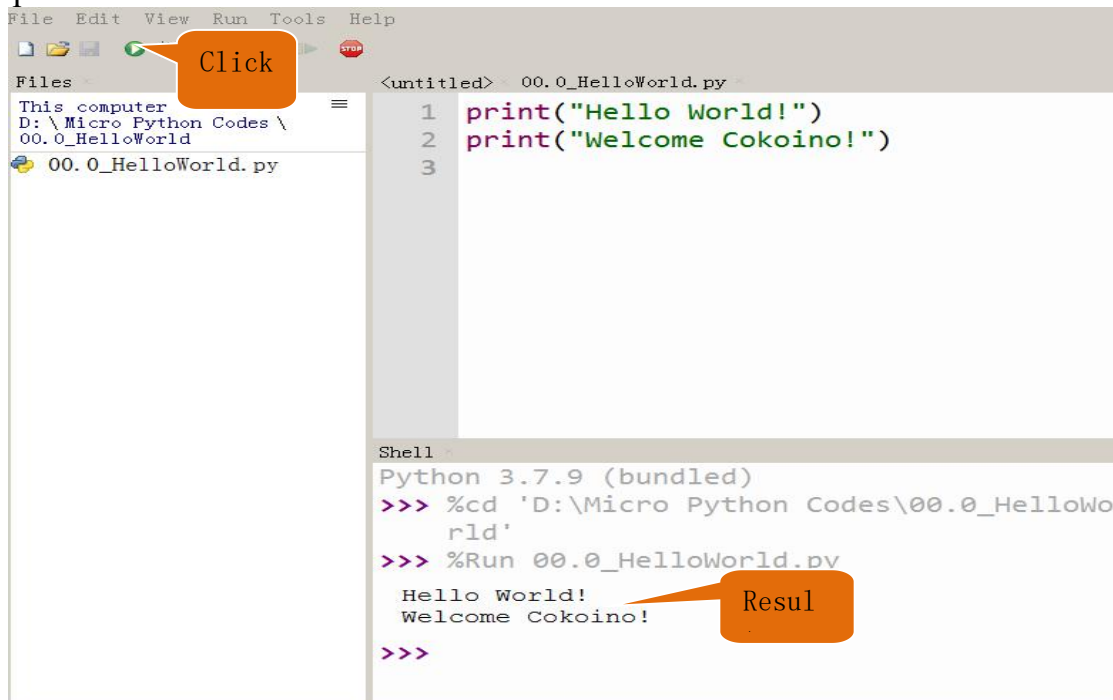 File Edit View Run Tools Help
STOP
Click
Files
This computer
D: \ Micro Python Codes \
00. 0_HelloWorld
00. 0_HelloWorld. py
<untitled> 00. 0_HelloWorld. py
1 print("Hello World!")
2 print("Welcome Cokoino!")
3
Shell
Python 3.7.9 (bundled)
>>> %cd 'D:\Micro Python Codes\00.0_HelloWo
rld'
>>> %Run 00.0_HelloWorld.py
Hello World!
Welcome Cokoino!
Resul
>>>